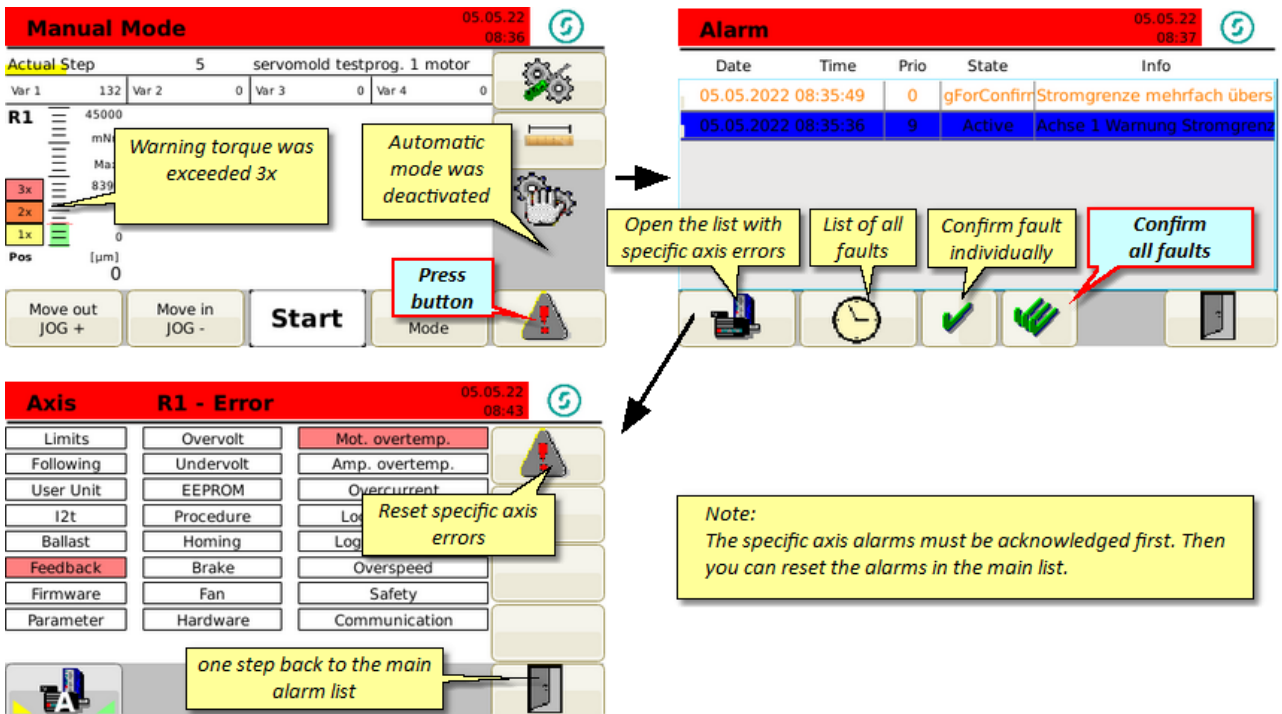 Manual Mode
05.05.22
08:36
Actual Step 5 servomold testprog. 1 motor
Var 1 132 Var 2 0 Var 3 0 Var 4 0
R1
45000
Warning torque was
exceeded 3x
Automatic
mode was
deactivated
3x
2x
1x
0
Pos [µm]
0
Press
button
Move out
JOG +
Move in
JOG -
Start
Mode
Alarm
05.05.22
08:37
Date Time Prio State Info
05.05.2022 08:35:49 0 gForConfirr Stromgrenze mehrfach übers
05.05.2022 08:35:36 9 Active Achse 1 Warnung Stromgrenz
Open the list with
specific axis errors
List of all
faults
Confirm fault
individually
Confirm
all faults
Axis R1 - Error
05.05.22
08:43
Limits Overvolt Mot. overtemp.
Following Undervolt Amp. overtemp.
User Unit EEPROM Overcurrent
I2t Procedure
Ballast Homing
Feedback Brake Overspeed
Firmware Fan Safety
Parameter Hardware Communication
Reset specific axis
errors
one step back to the main
alarm list
A
Note:
The specific axis alarms must be acknowledged first. Then
you can reset the alarms in the main list.